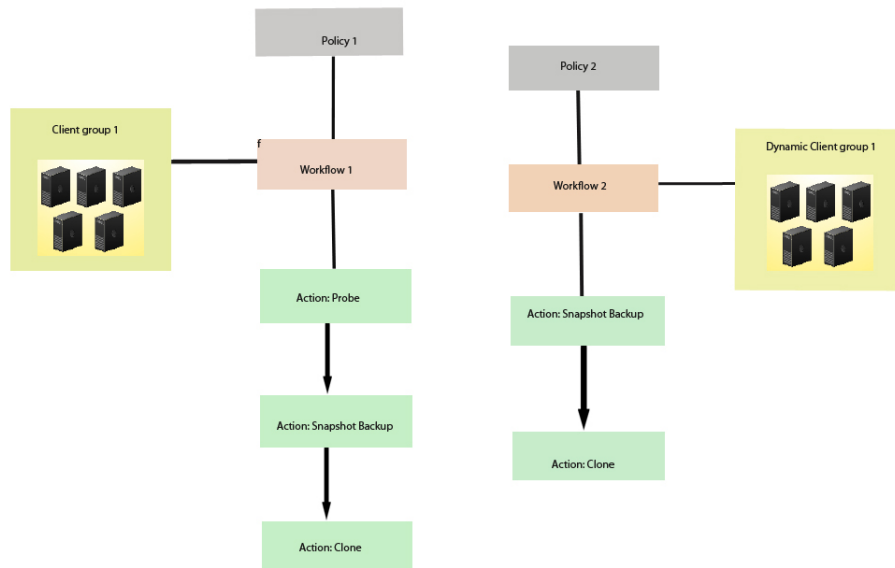 Policy 1
Client group 1
f
Workflow 1
Action: Probe
Action: Snapshot Backup
Action: Clone
Policy 2
Dynamic Client group 1
Workflow 2
Action: Snapshot Backup
Action: Clone